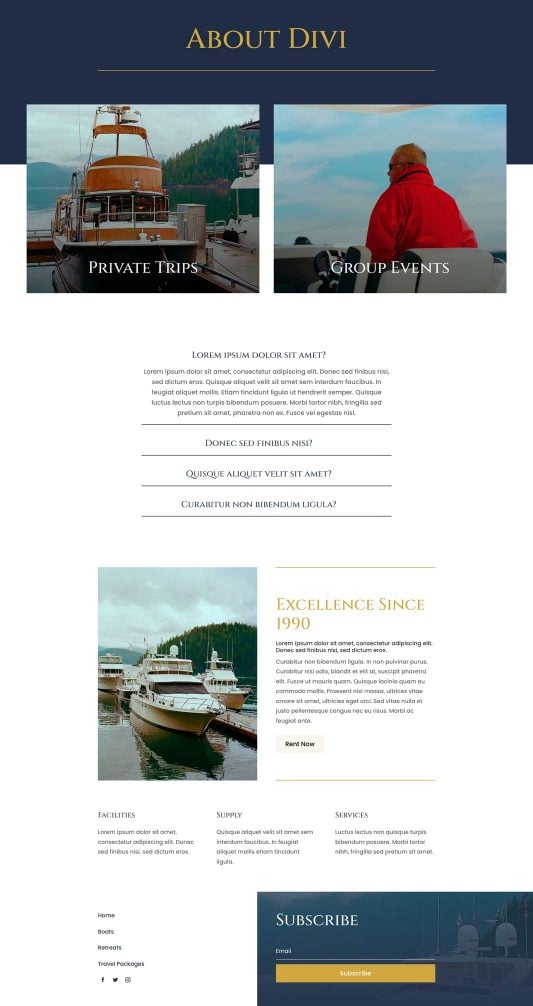 About Divi
Private Trips
Group Events
Lorem ipsum dolor sit amet?
Lorem ipsum dolor sit amet, consectetur adipiscing elit. Donec sed finibus nisi,
sed dictum eros. Quisque aliquet velit sit amet sem interdum faucibus. In
feugiat aliquet mollis. Etiam tincidunt ligula ut hendrerit semper. Quisque
luctus lectus non turpis bibendum posuere. Morbi tortor nibh, fringilla sed
pretium sit amet, pharetra non ex. Fusce vel egestas nisl.
Donec sed finibus nisi?
Quisque aliquet velit sit amet?
Curabitur non bibendum ligula?
Excellence Since
1990
Lorem ipsum dolor sit amet, consectetur adipiscing elit.
Donec sed finibus nisi, sed dictum eros.
Curabitur non bibendum ligula. In non pulvinar purus.
Curabitur nisi odio, blandit et elit at, suscipit pharetra
elit. Fusce ut mauris quam. Quisque lacinia quam eu
commodo mollis. Praesent nisl massa, ultrices vitae
ornare sit amet, ultricies eget orci. Sed vitae nulla et
justo pellentesque congue nec eu risus. Morbi ac
feugiat ante.
Rent Now
Facilities
Lorem ipsum dolor sit amet,
consectetur adipiscing elit. Donec
sed finibus nisi, sed dictum eros.
Supply
Quisque aliquet velit sit amet sem
interdum faucibus. In feugiat
aliquet mollis etiam tincidunt
ligula.
Services
Luctus lectus non quisque turpis
bibendum posuere. Morbi tortor
nibh, fringilla sed pretium sit amet.
Home
Boats
Retreats
Travel Packages
Subscribe
Email
Subscribe